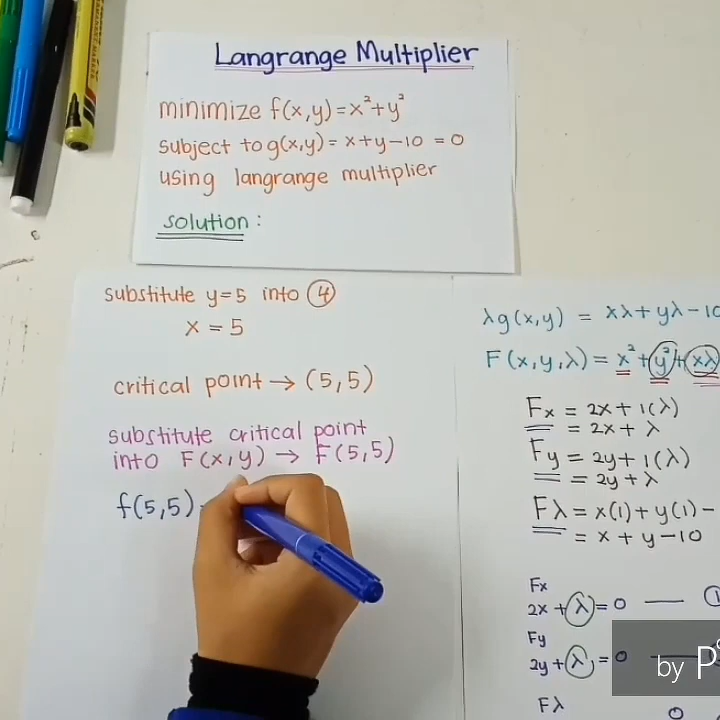 Langrange Multiplier
minimize f(x,y)=x²+y²
subject to g(x,y) = x+y-10 = 0
using langrange multiplier
solution :
substitute y=5 into ④
x = 5
critical point → (5,5)
substitute critical point
into F(x,y) → F(5,5)
f(5,5)
λg(x,y) = xλ + yλ - 10
F(x,y,λ) = x² + y² + xλ
Fx = 2x + 1(λ)
= 2x + λ
Fy = 2y + 1(λ)
= 2y + λ
Fλ = x(1) + y(1) -
= x + y - 10
Fx
2x + λ = 0 —
Fy
2y + λ = 0 —
Fλ
0
by